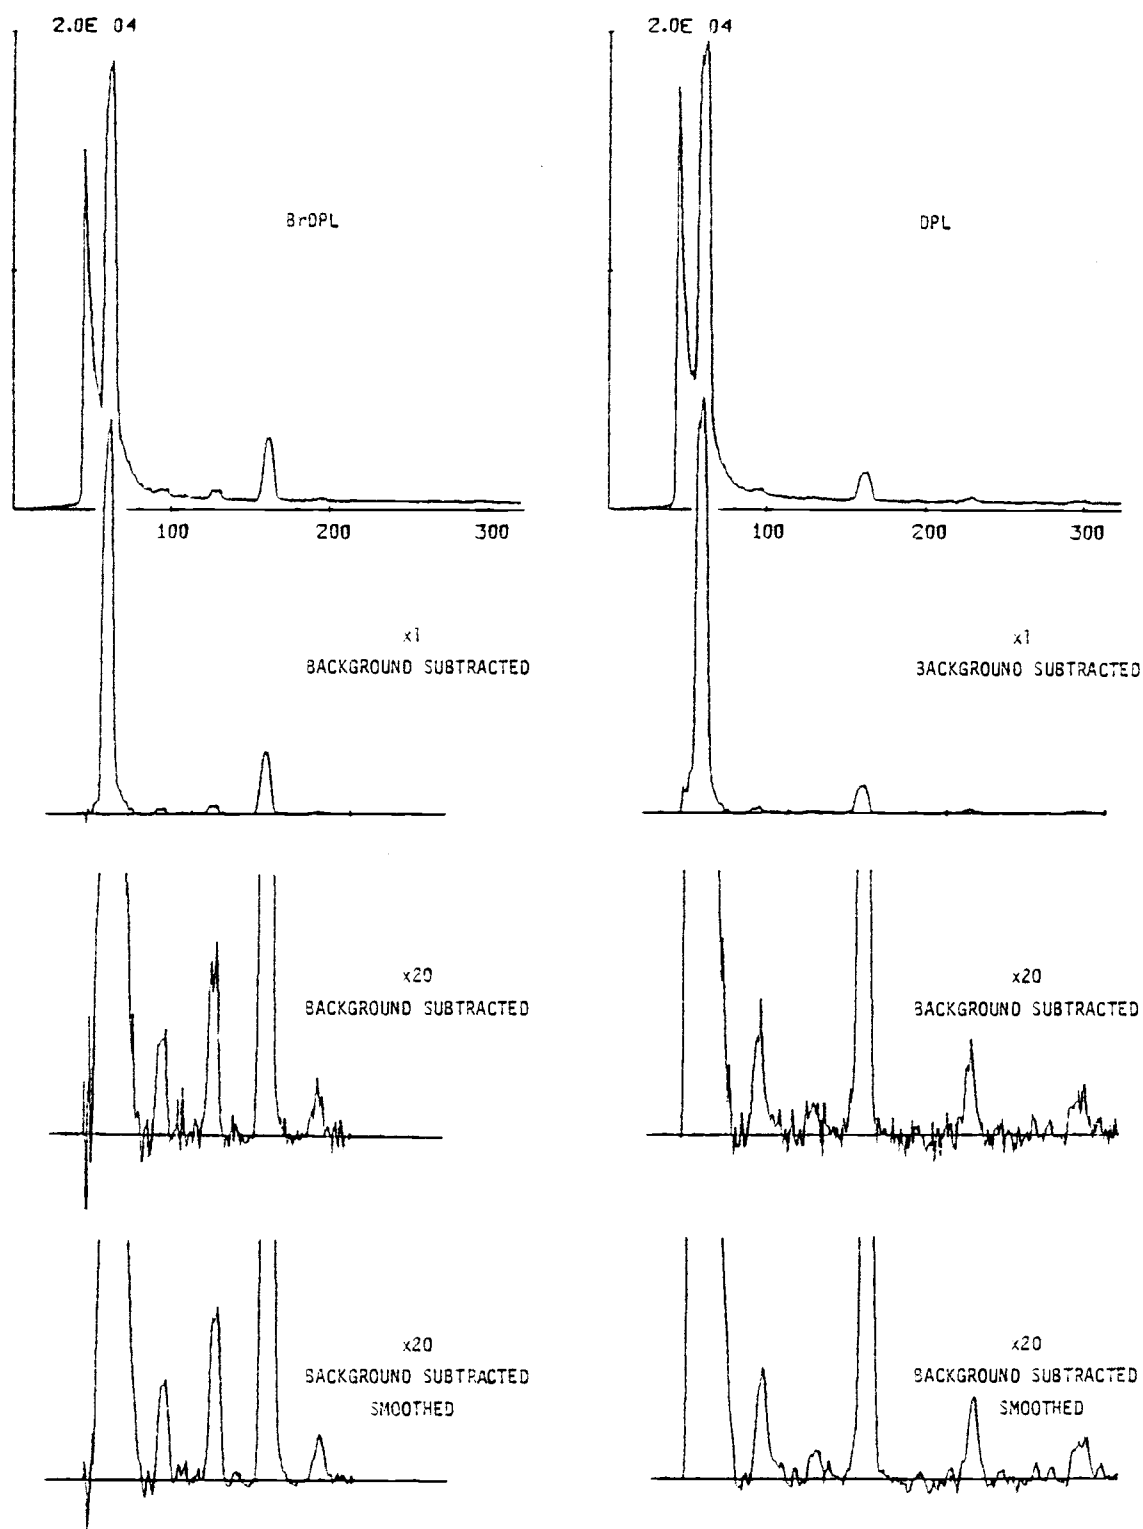 2.0E 04
2.0E 04
BrDPL
DPL
100 200 300
100 200 300
x1
BACKGROUND SUBTRACTED
x1
BACKGROUND SUBTRACTED
x20
BACKGROUND SUBTRACTED
x20
BACKGROUND SUBTRACTED
x20
BACKGROUND SUBTRACTED
SMOOTHED
x20
BACKGROUND SUBTRACTED
SMOOTHED